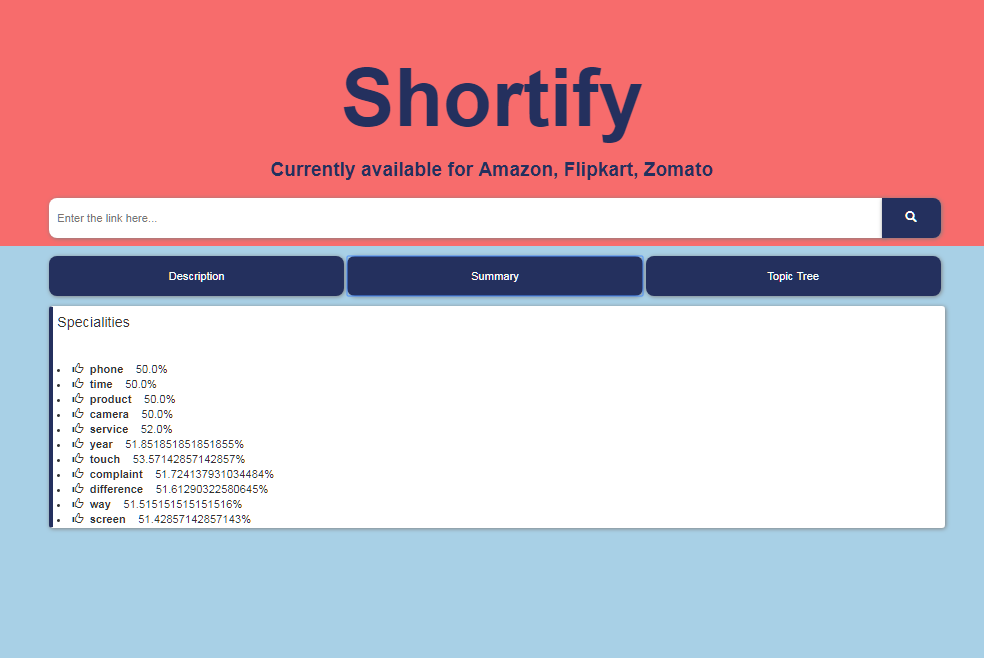 Shortify
Currently available for Amazon, Flipkart, Zomato
Enter the link here...
Description Summary Topic Tree
Specialities
phone 50.0%
time 50.0%
product 50.0%
camera 50.0%
service 52.0%
year 51.851851851851855%
touch 53.57142857142857%
complaint 51.724137931034484%
difference 51.61290322580645%
way 51.515151515151516%
screen 51.42857142857143%